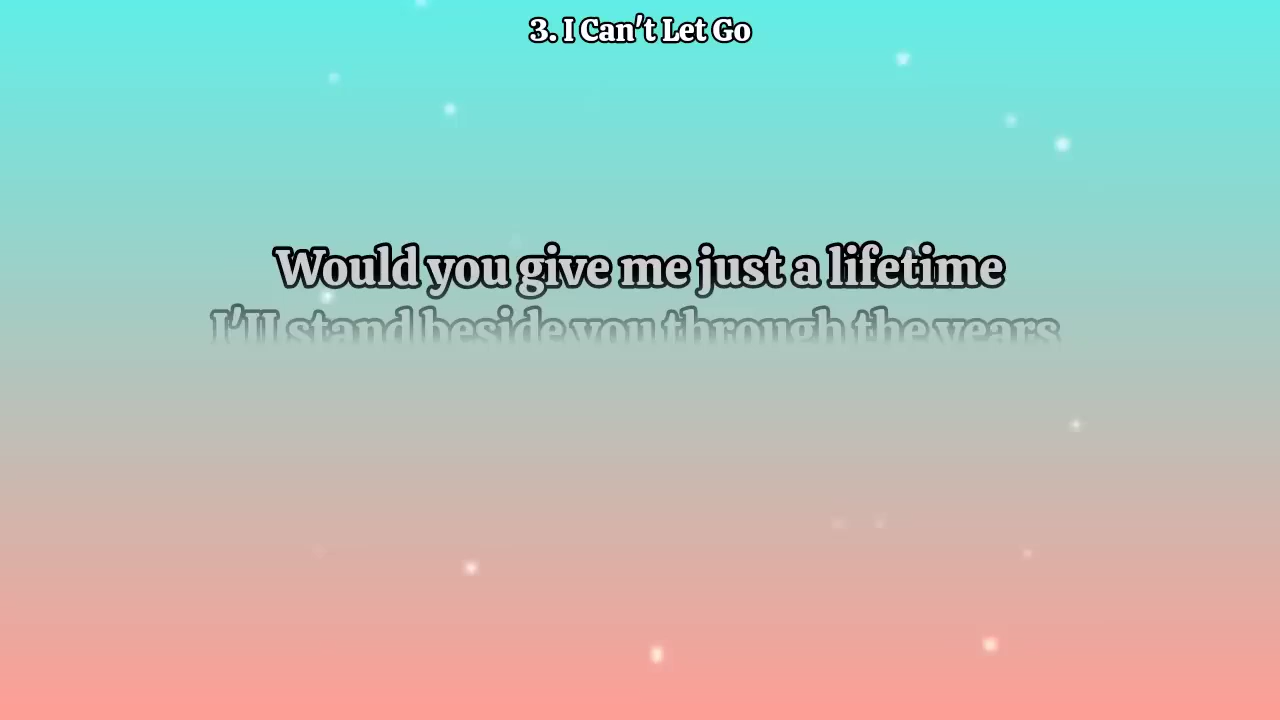 3. I Can't Let Go
Would you give me just a lifetime
I'll stand beside you through the years